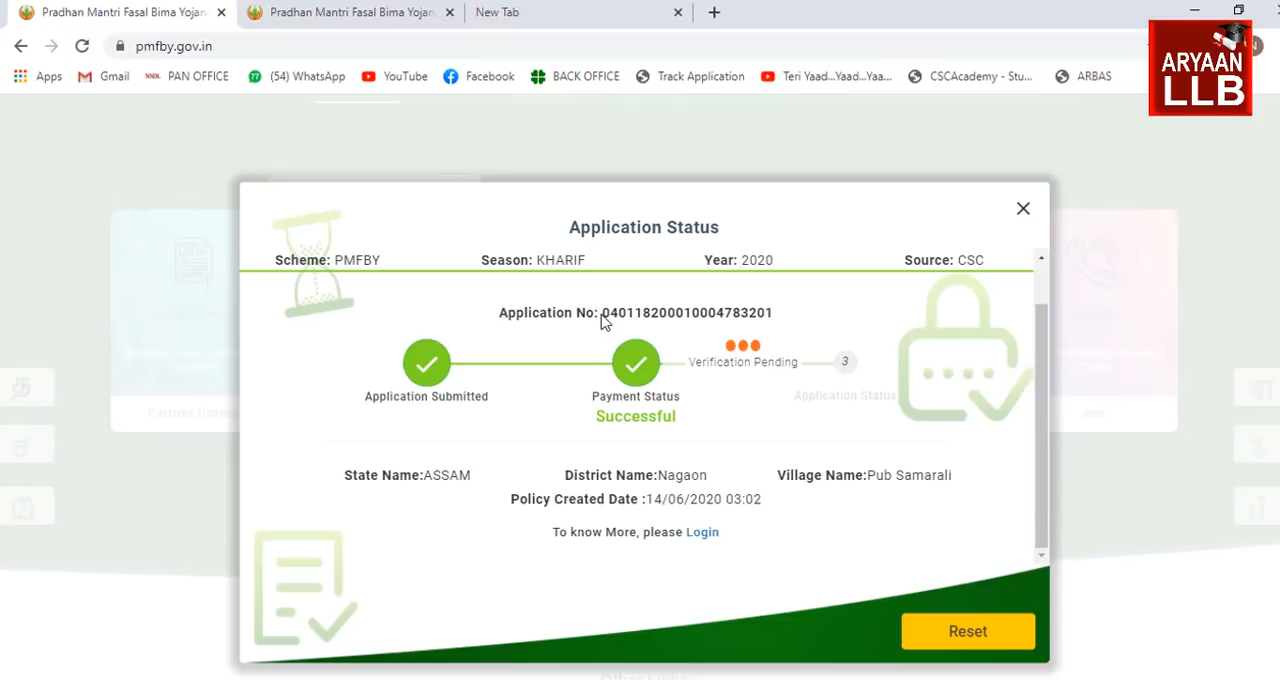 Pradhan Mantri Fasal Bima Yojan
Pradhan Mantri Fasal Bima Yojan
New Tab
pmfby.gov.in
Apps
Gmail
NSDL PAN OFFICE
(54) WhatsApp
YouTube
Facebook
BACK OFFICE
Track Application
Teri Yaad...Yaad...Yaa...
CSCAcademy - Stu...
ARBAS
ARYAAN
LLB
Application Status
Scheme: PMFBY
Season: KHARIF
Year: 2020
Source: CSC
Application No: 040118200010004783201
Verification Pending
3
Application Submitted
Payment Status
Application Status
Successful
State Name:ASSAM
District Name:Nagaon
Village Name:Pub Samarali
Policy Created Date :14/06/2020 03:02
To know More, please Login
Reset